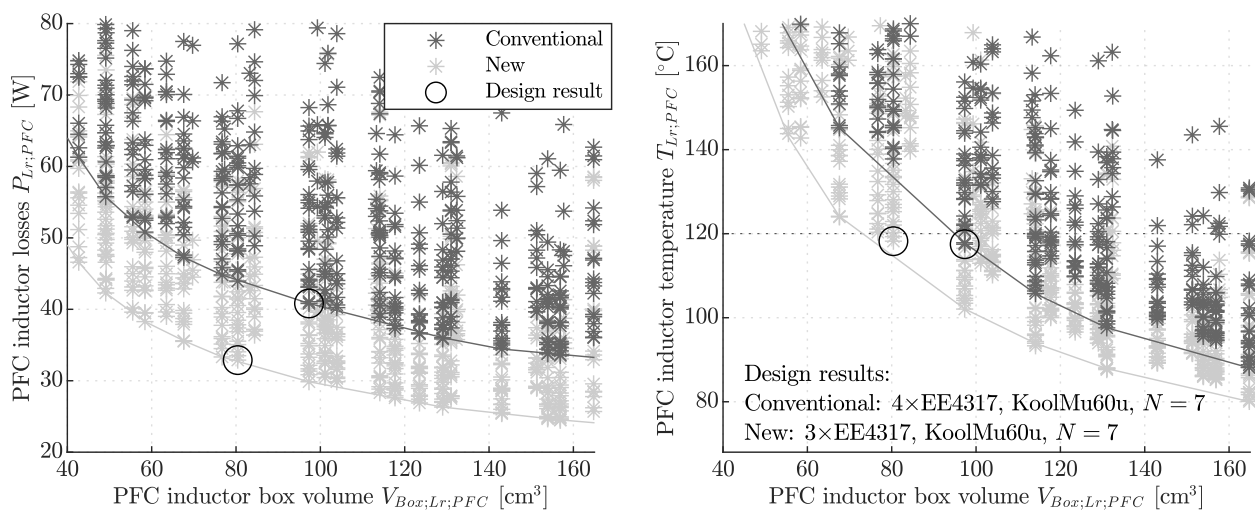 80
70
60
50
40
30
20
PFC inductor losses P_{Lr;PFC} [W]
Conventional
New
Design result
40 60 80 100 120 140 160
PFC inductor box volume V_{Box;Lr;PFC} [cm³]
160
140
120
100
80
PFC inductor temperature T_{Lr;PFC} [°C]
Design results:
Conventional: 4×EE4317, KoolMu60u, N = 7
New: 3×EE4317, KoolMu60u, N = 7
40 60 80 100 120 140 160
PFC inductor box volume V_{Box;Lr;PFC} [cm³]